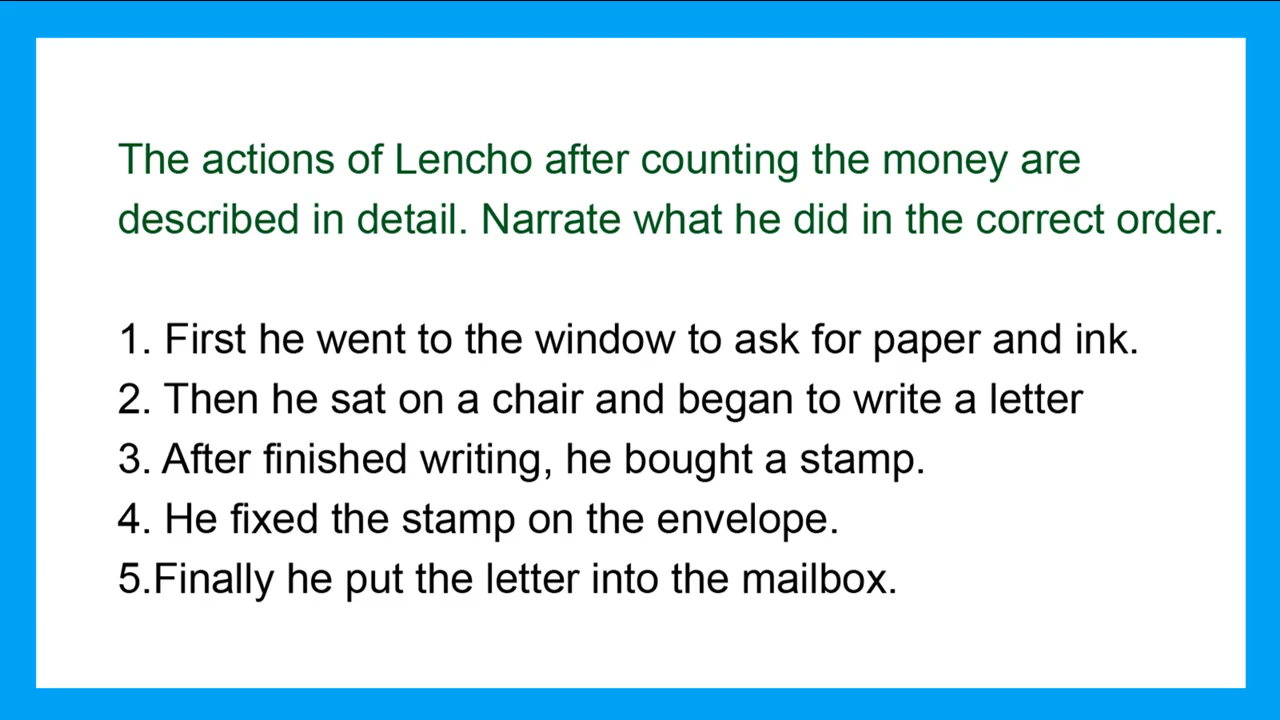 The actions of Lencho after counting the money are
described in detail. Narrate what he did in the correct order.
1. First he went to the window to ask for paper and ink.
2. Then he sat on a chair and began to write a letter
3. After finished writing, he bought a stamp.
4. He fixed the stamp on the envelope.
5.Finally he put the letter into the mailbox.